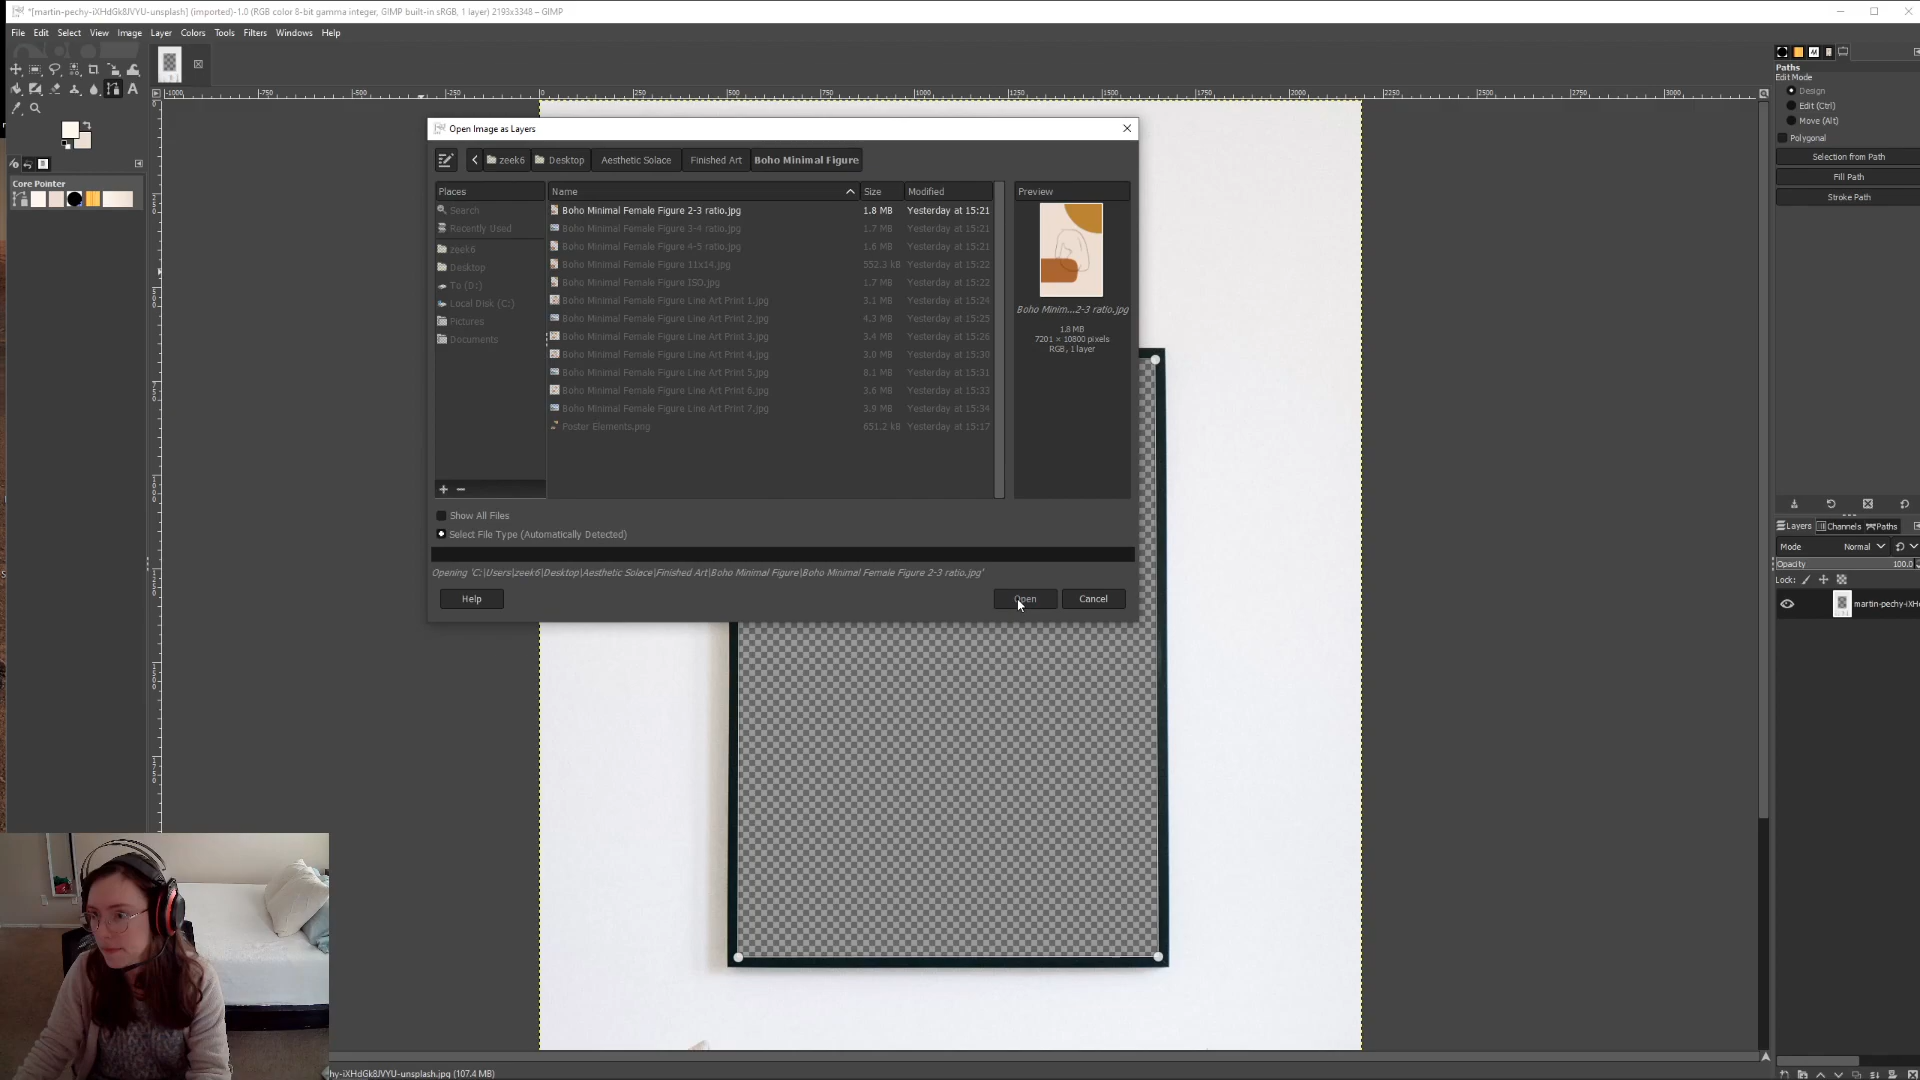 *[martin-pechy-iXHdGk8JVYU-unsplash] (imported)-1.0 (RGB color 8-bit gamma integer, GIMP built-in sRGB, 1 layer) 2193x3348 – GIMP
File Edit Select View Image Layer Colors Tools Filters Windows Help
Core Pointer
Open Image as Layers
zeek6 Desktop Aesthetic Solace Finished Art Boho Minimal Figure
Places Name Size Modified Preview
Search
Recently Used
zeek6
Desktop
To (D:)
Local Disk (C:)
Pictures
Documents
Boho Minimal Female Figure 2-3 ratio.jpg 1.8 MB Yesterday at 15:21
Boho Minimal Female Figure 3-4 ratio.jpg 1.7 MB Yesterday at 15:21
Boho Minimal Female Figure 4-5 ratio.jpg 1.6 MB Yesterday at 15:21
Boho Minimal Female Figure 11x14.jpg 552.3 kB Yesterday at 15:22
Boho Minimal Female Figure ISO.jpg 1.7 MB Yesterday at 15:22
Boho Minimal Female Figure Line Art Print 1.jpg 3.1 MB Yesterday at 15:24
Boho Minimal Female Figure Line Art Print 2.jpg 4.3 MB Yesterday at 15:25
Boho Minimal Female Figure Line Art Print 3.jpg 3.4 MB Yesterday at 15:26
Boho Minimal Female Figure Line Art Print 4.jpg 3.0 MB Yesterday at 15:30
Boho Minimal Female Figure Line Art Print 5.jpg 8.1 MB Yesterday at 15:31
Boho Minimal Female Figure Line Art Print 6.jpg 3.6 MB Yesterday at 15:33
Boho Minimal Female Figure Line Art Print 7.jpg 3.9 MB Yesterday at 15:34
Poster Elements.png 651.2 kB Yesterday at 15:17
Boho Minim...2-3 ratio.jpg
1.8 MB
7201 × 10800 pixels
RGB, 1 layer
Show All Files
Select File Type (Automatically Detected)
Opening 'C:\Users\zeek6\Desktop\Aesthetic Solace\Finished Art\Boho Minimal Figure\Boho Minimal Female Figure 2-3 ratio.jpg'
Help Open Cancel
Paths
Edit Mode
Design
Edit (Ctrl)
Move (Alt)
Polygonal
Selection from Path
Fill Path
Stroke Path
Layers Channels Paths
Mode Normal
Opacity 100.0
Lock:
martin-pechy-iXHd
hy-iXHdGk8JVYU-unsplash.jpg (107.4 MB)